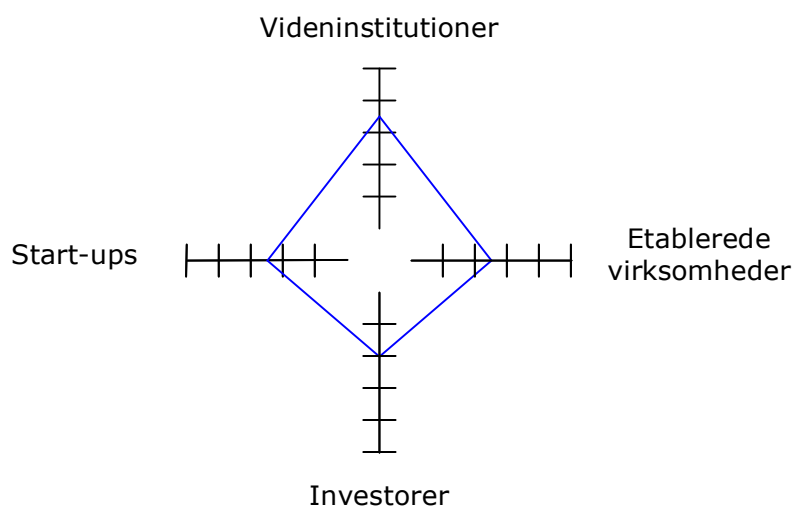 Videninstitutioner
Start-ups
Etablerede
virksomheder
Investorer